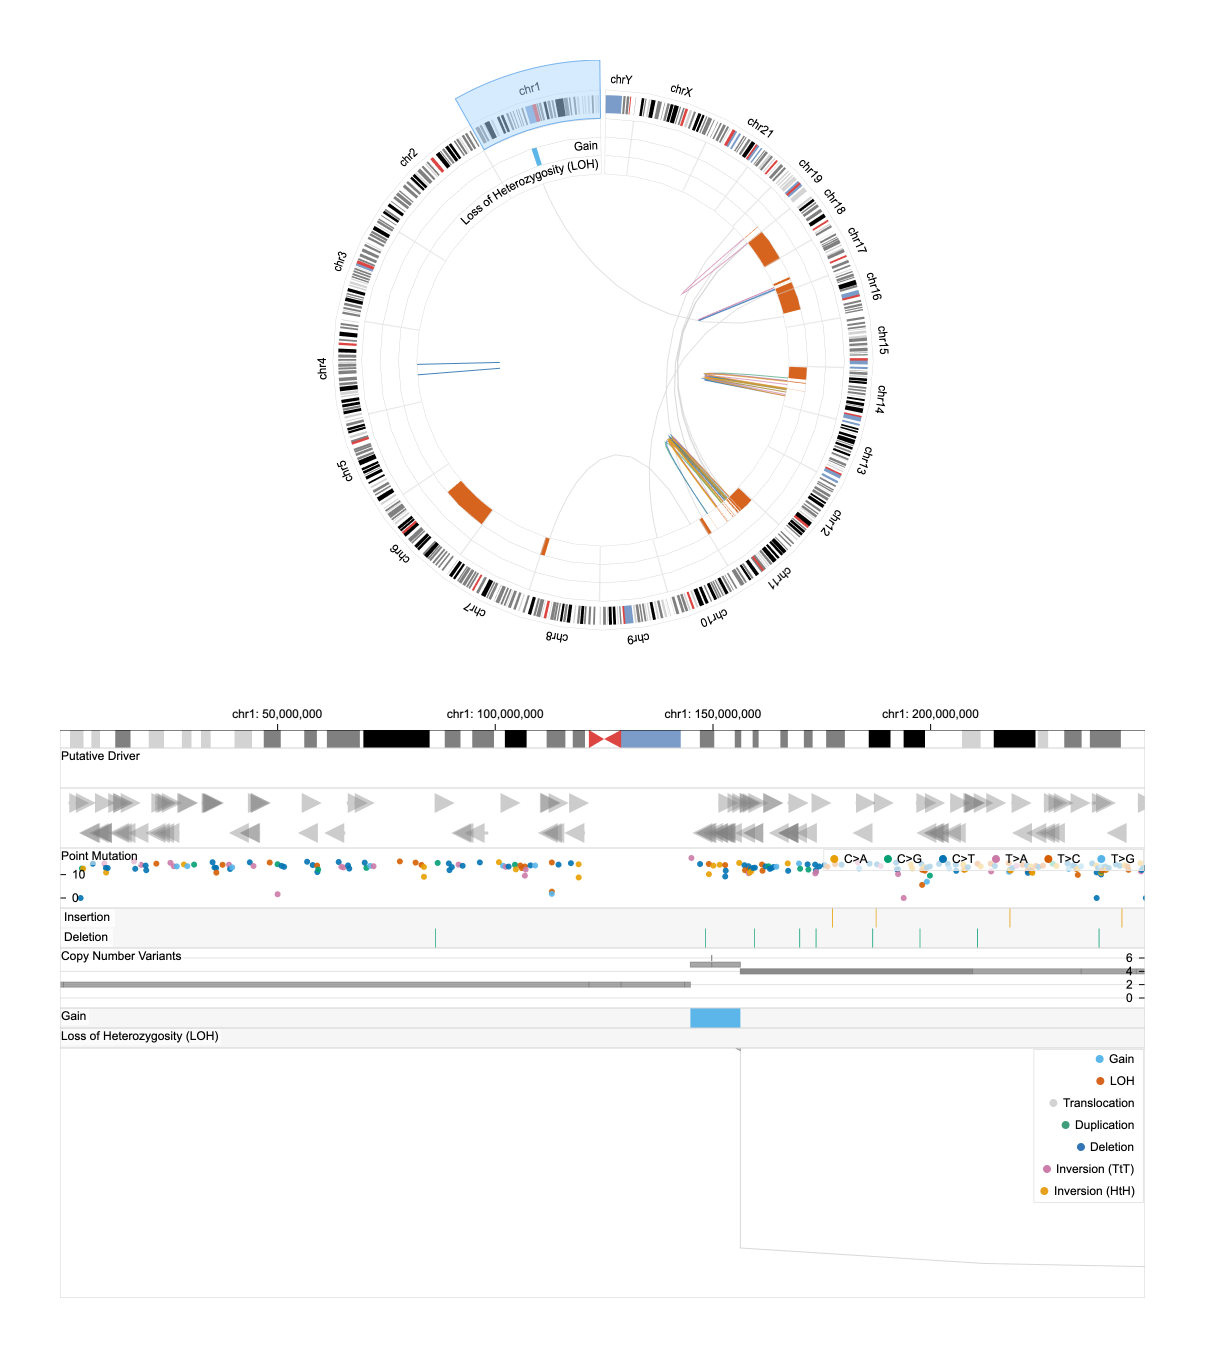 chr1
chrY
chrX
chr21
chr19
chr18
chr17
chr16
chr15
chr14
chr13
chr12
chr11
chr10
chr9
chr8
chr7
chr6
chr5
chr4
chr3
chr2
Gain
Loss of Heterozygosity (LOH)
chr1: 50,000,000 chr1: 100,000,000 chr1: 150,000,000 chr1: 200,000,000
Putative Driver
Point Mutation
C>A C>G C>T T>A T>C T>G
10
0
Insertion
Deletion
Copy Number Variants
6
4
2
0
Gain
Loss of Heterozygosity (LOH)
Gain
LOH
Translocation
Duplication
Deletion
Inversion (TtT)
Inversion (HtH)